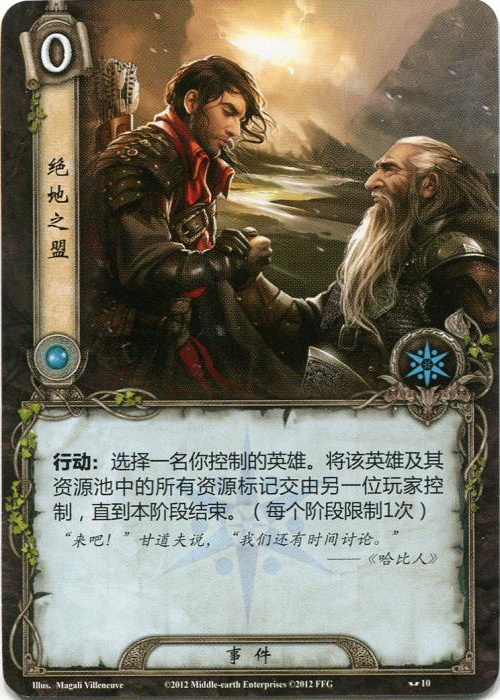 0
绝地之盟
行动：选择一名你控制的英雄。将该英雄及其
资源池中的所有资源标记交由另一位玩家控
制，直到本阶段结束。（每个阶段限制1次）
“来吧！”甘道夫说，“我们还有时间讨论。”
——《哈比人》
事件
Illus. Magali Villeneuve ©2012 Middle-earth Enterprises ©2012 FFG 10